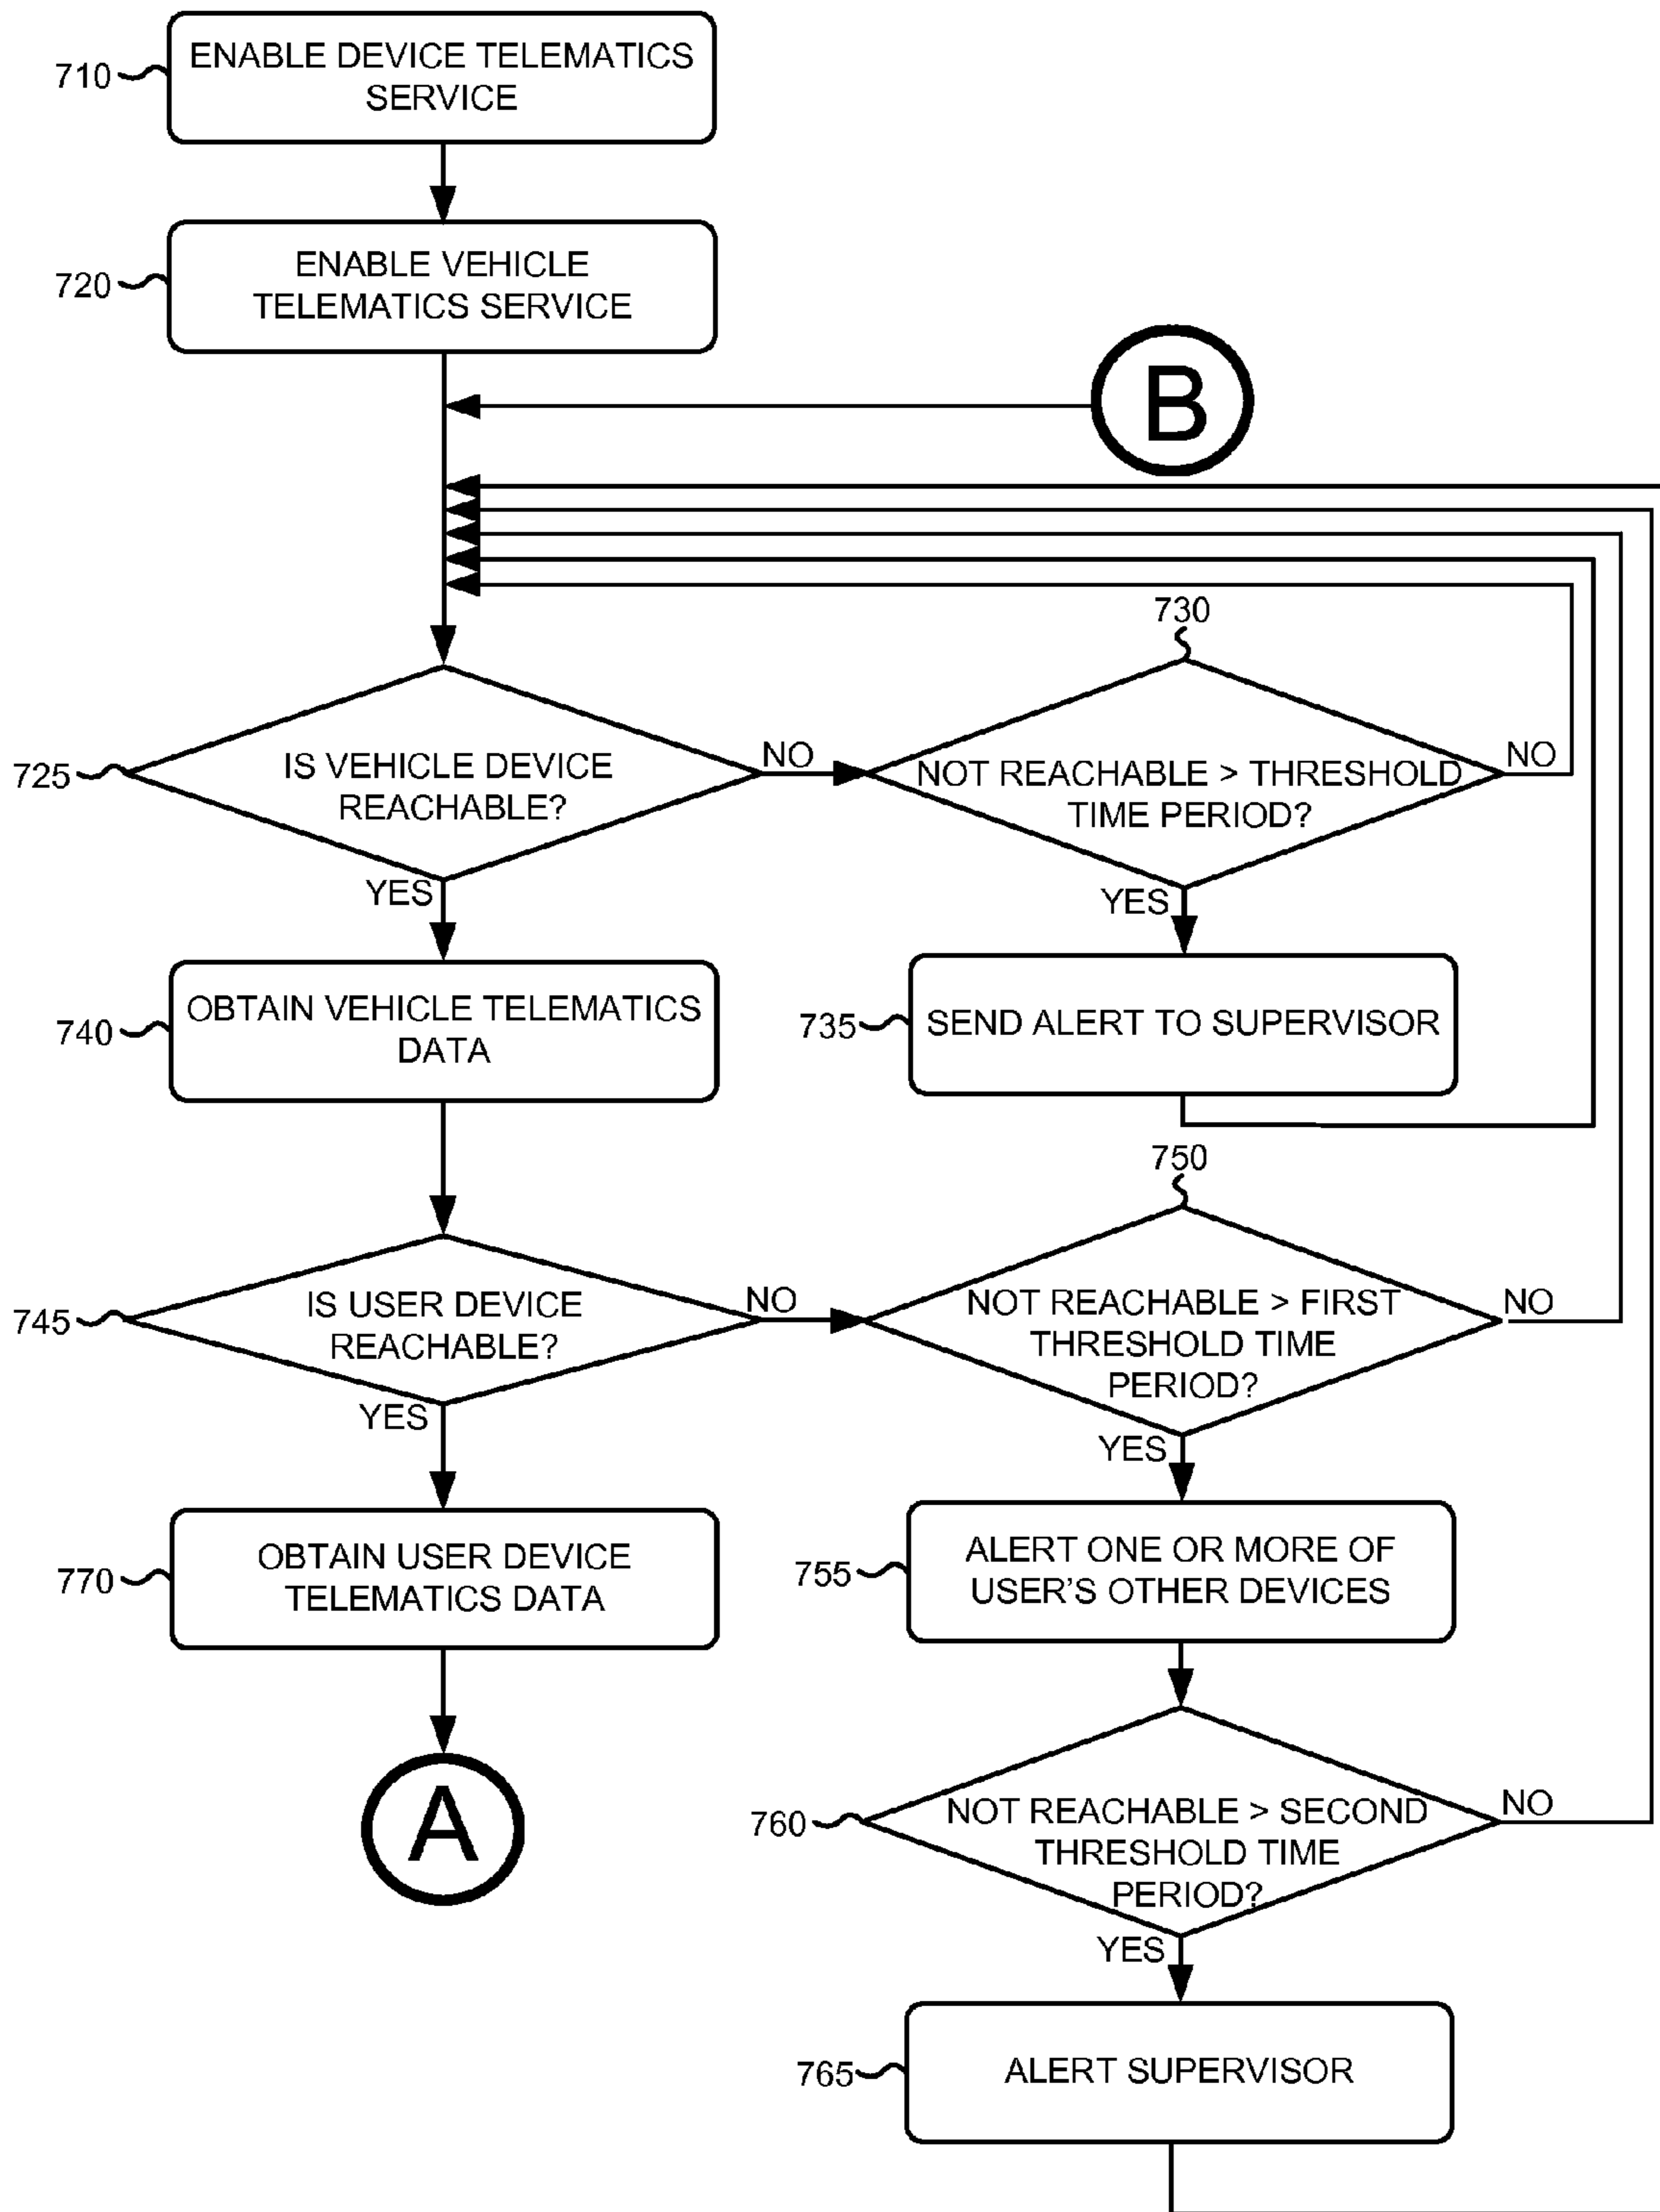 710
ENABLE DEVICE TELEMATICS
SERVICE
720
ENABLE VEHICLE
TELEMATICS SERVICE
B
725
IS VEHICLE DEVICE
REACHABLE?
NO
YES
730
NOT REACHABLE > THRESHOLD
TIME PERIOD?
NO
YES
740
OBTAIN VEHICLE TELEMATICS
DATA
735
SEND ALERT TO SUPERVISOR
745
IS USER DEVICE
REACHABLE?
NO
YES
750
NOT REACHABLE > FIRST
THRESHOLD TIME
PERIOD?
NO
YES
770
OBTAIN USER DEVICE
TELEMATICS DATA
755
ALERT ONE OR MORE OF
USER'S OTHER DEVICES
A
760
NOT REACHABLE > SECOND
THRESHOLD TIME
PERIOD?
NO
YES
765
ALERT SUPERVISOR